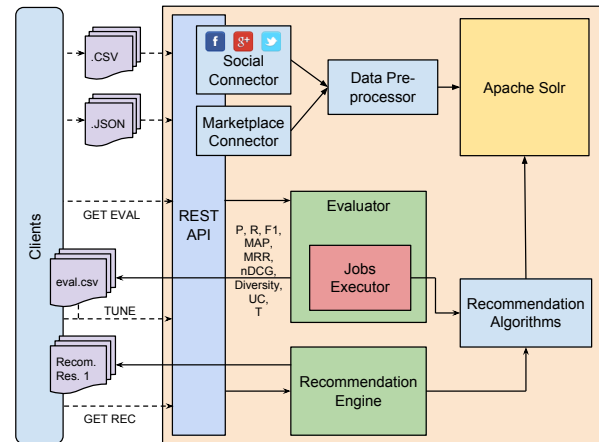 Clients
.CSV
.JSON
GET EVAL
eval.csv
TUNE
Recom.
Res. 1
GET REC
REST
API
f
g+
Social
Connector
Marketplace
Connector
Data Pre-
processor
Apache Solr
P, R, F1,
MAP,
MRR,
nDCG,
Diversity,
UC,
T
Evaluator
Jobs
Executor
Recommendation
Algorithms
Recommendation
Engine